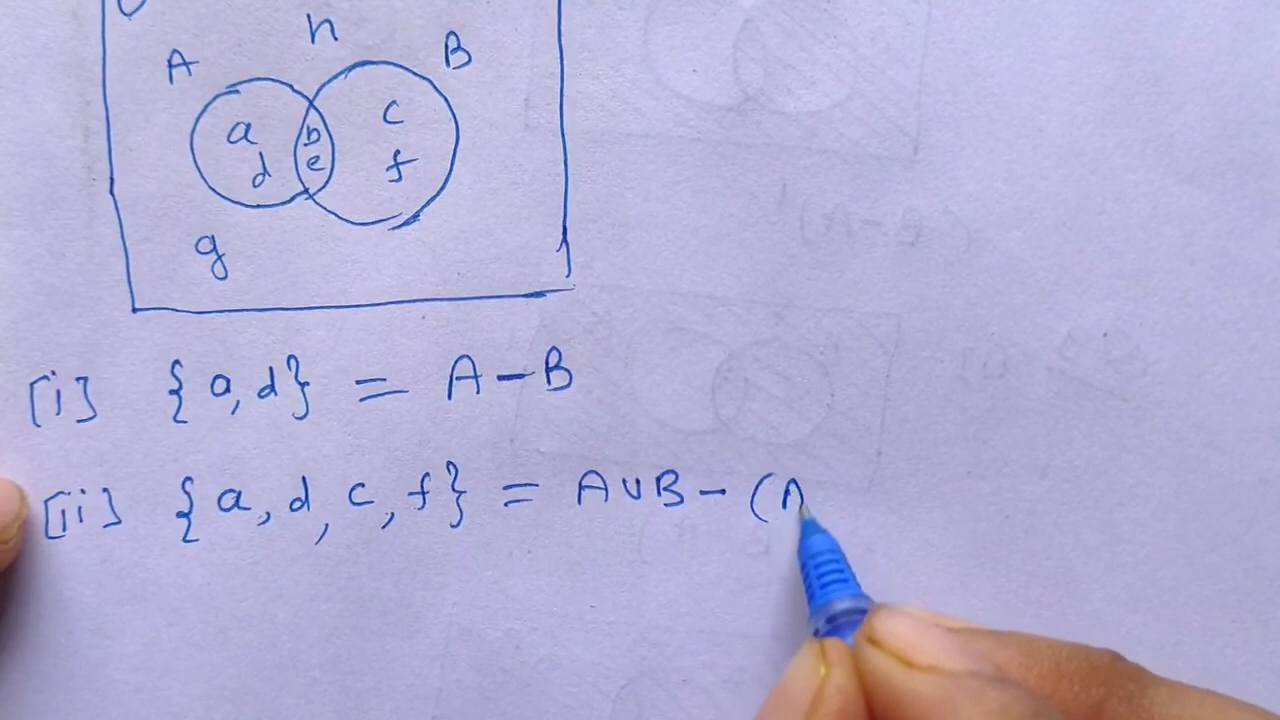 h
A B
a b c
d e f
g
[i] {a,d} = A-B
[ii] {a, d, c, f} = A∪B - (A